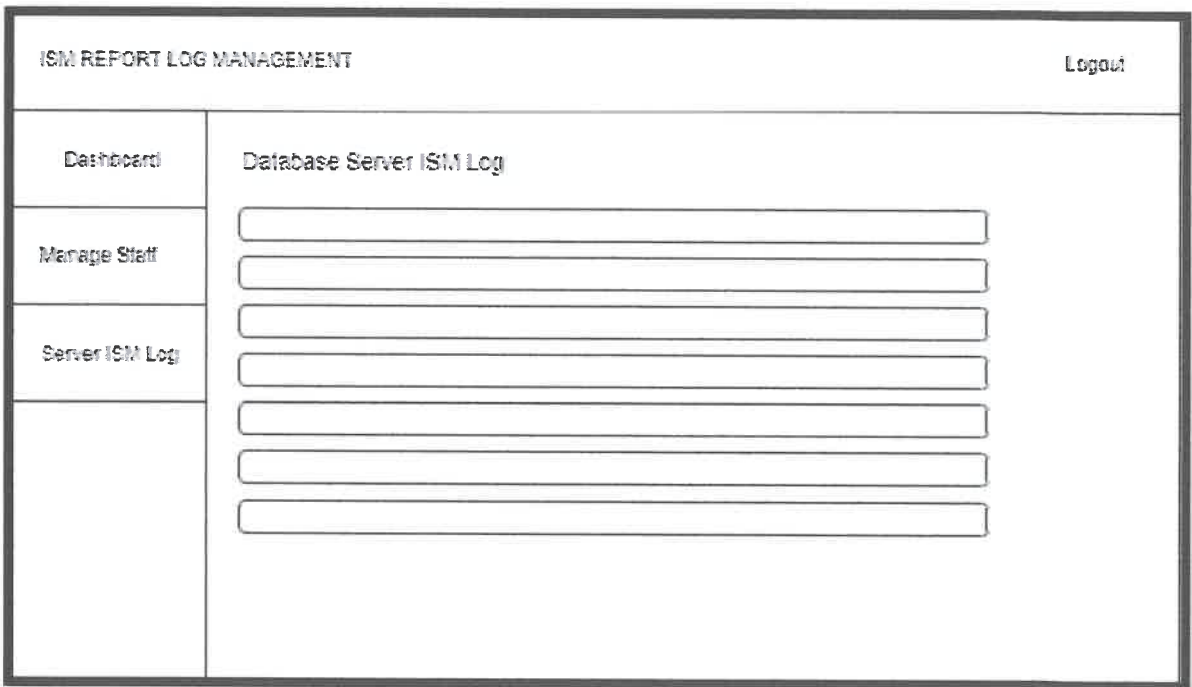 ISM REPORT LOG MANAGEMENT
Logout
Dashboard
Database Server ISM Log
Manage Staff
Server ISM Log